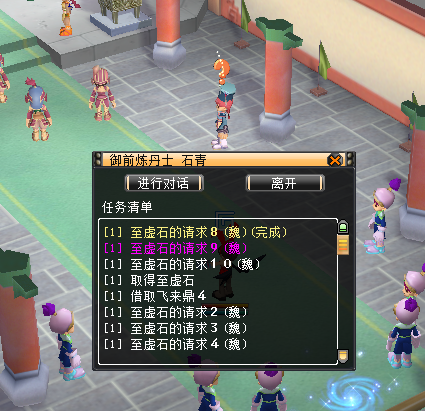 御前炼丹士 石青
进行对话 离开
任务清单
[1] 至虚石的请求8(魏)(完成)
[1] 至虚石的请求9(魏)
[1] 至虚石的请求10(魏)
[1] 取得至虚石
[1] 借取飞来鼎4
[1] 至虚石的请求2(魏)
[1] 至虚石的请求3(魏)
[1] 至虚石的请求4(魏)